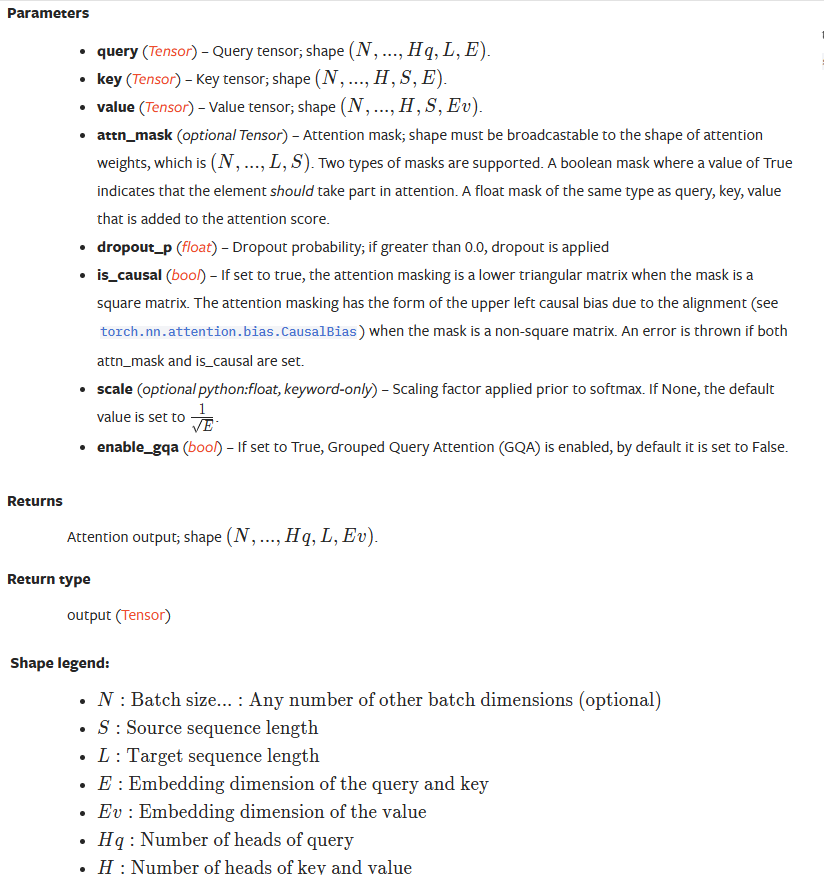 Parameters
• query (Tensor) – Query tensor; shape (N, ..., Hq, L, E).
• key (Tensor) – Key tensor; shape (N, ..., H, S, E).
• value (Tensor) – Value tensor; shape (N, ..., H, S, Ev).
• attn_mask (optional Tensor) – Attention mask; shape must be broadcastable to the shape of attention
weights, which is (N, ..., L, S). Two types of masks are supported. A boolean mask where a value of True
indicates that the element should take part in attention. A float mask of the same type as query, key, value
that is added to the attention score.
• dropout_p (float) – Dropout probability; if greater than 0.0, dropout is applied
• is_causal (bool) – If set to true, the attention masking is a lower triangular matrix when the mask is a
square matrix. The attention masking has the form of the upper left causal bias due to the alignment (see
torch.nn.attention.bias.CausalBias) when the mask is a non-square matrix. An error is thrown if both
attn_mask and is_causal are set.
• scale (optional python:float, keyword-only) – Scaling factor applied prior to softmax. If None, the default
value is set to 1/√E.
• enable_gqa (bool) – If set to True, Grouped Query Attention (GQA) is enabled, by default it is set to False.
Returns
Attention output; shape (N, ..., Hq, L, Ev).
Return type
output (Tensor)
Shape legend:
• N : Batch size... : Any number of other batch dimensions (optional)
• S : Source sequence length
• L : Target sequence length
• E : Embedding dimension of the query and key
• Ev : Embedding dimension of the value
• Hq : Number of heads of query
• H : Number of heads of key and value